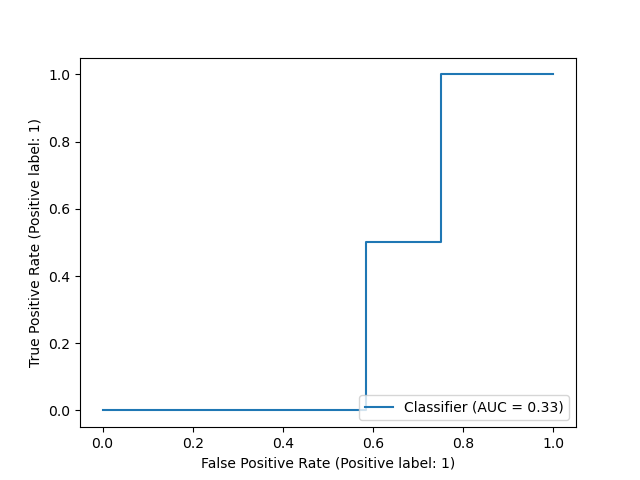 1.0
0.8
0.6
0.4
0.2
0.0
True Positive Rate (Positive label: 1)
Classifier (AUC = 0.33)
0.0 0.2 0.4 0.6 0.8 1.0
False Positive Rate (Positive label: 1)